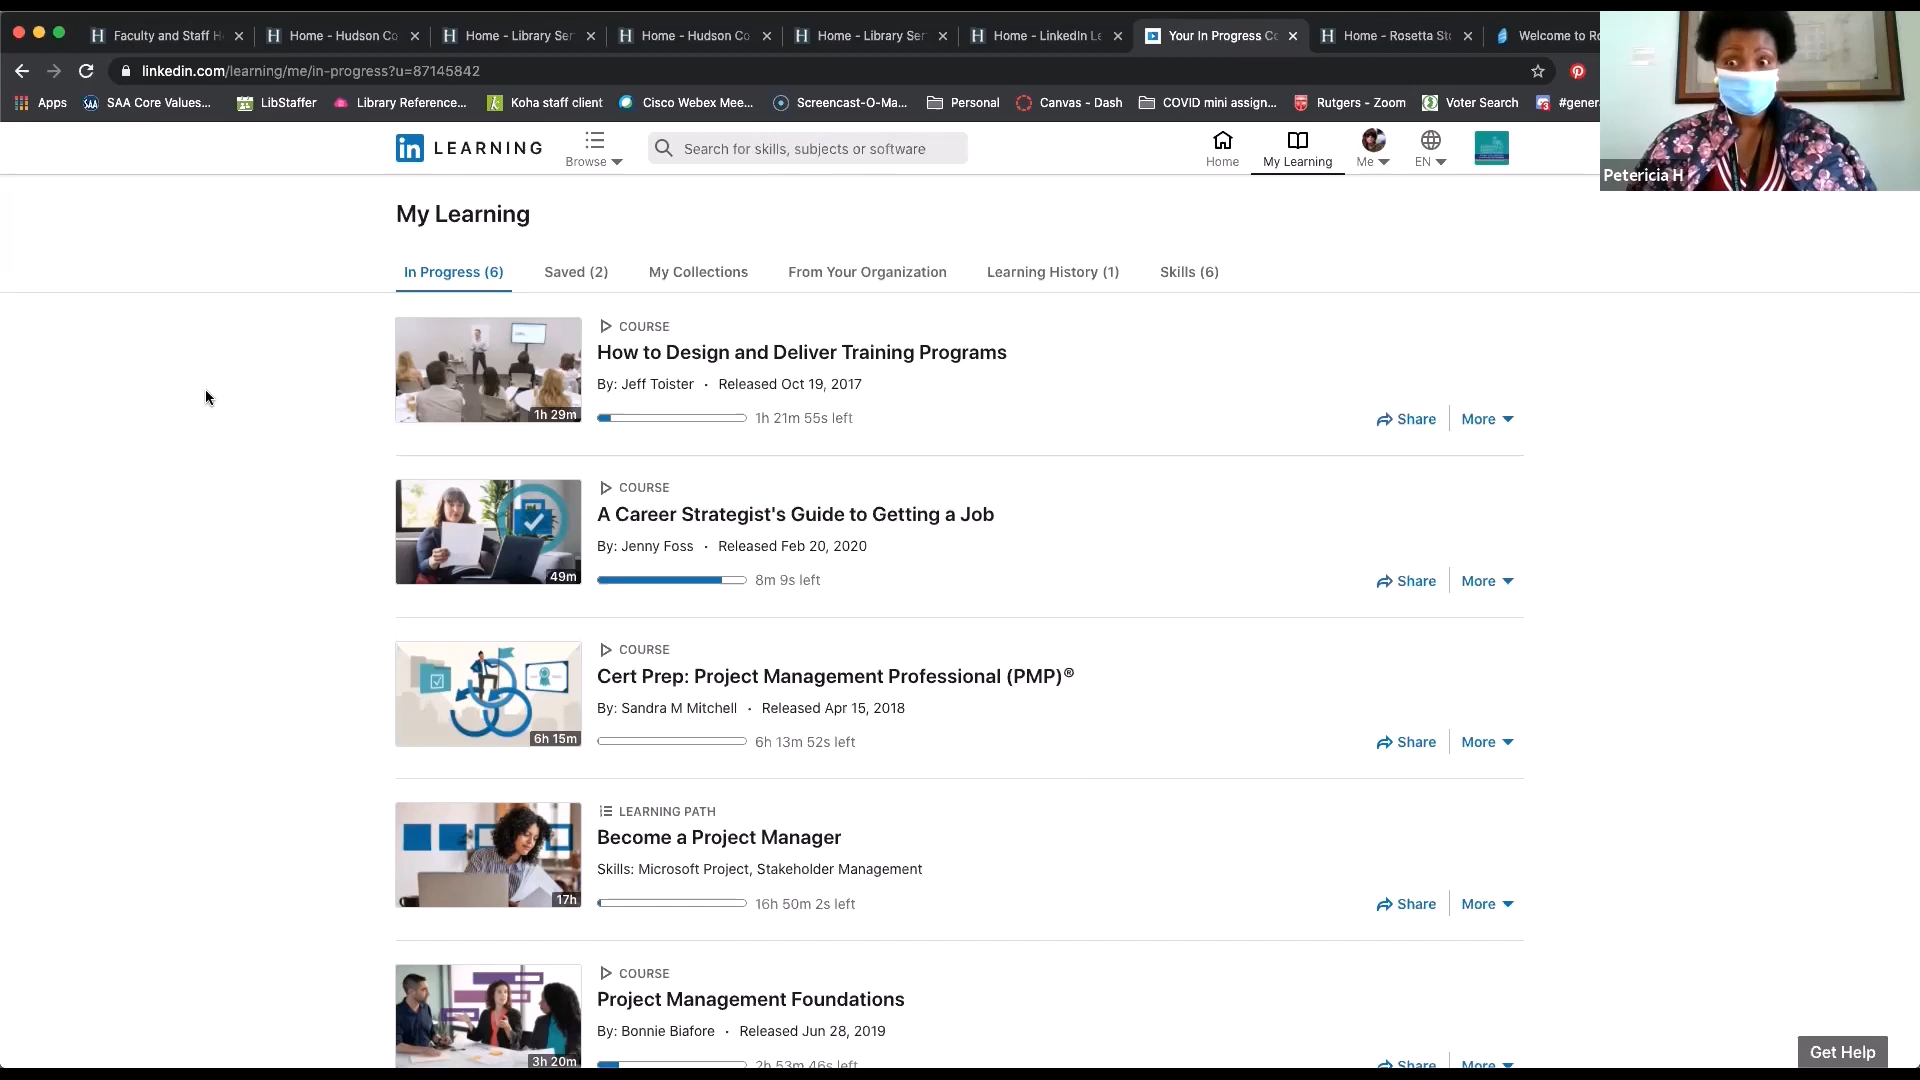 Faculty and Staff H
Home - Hudson Co
Home - Library Ser
Home - Hudson Co
Home - Library Ser
Home - LinkedIn Le
Your In Progress Co
Home - Rosetta Sto
Welcome to Ro
linkedin.com/learning/me/in-progress?u=87145842
Apps
SAA Core Values...
LibStaffer
Library Reference...
Koha staff client
Cisco Webex Mee...
Screencast-O-Ma...
Personal
Canvas - Dash
COVID mini assign...
Rutgers - Zoom
Voter Search
#gener
Petericia H
in LEARNING
Browse
Search for skills, subjects or software
Home
My Learning
Me
EN
My Learning
In Progress (6)
Saved (2)
My Collections
From Your Organization
Learning History (1)
Skills (6)
1h 29m
COURSE
How to Design and Deliver Training Programs
By: Jeff Toister · Released Oct 19, 2017
1h 21m 55s left
Share
More
49m
COURSE
A Career Strategist's Guide to Getting a Job
By: Jenny Foss · Released Feb 20, 2020
8m 9s left
Share
More
6h 15m
COURSE
Cert Prep: Project Management Professional (PMP)®
By: Sandra M Mitchell · Released Apr 15, 2018
6h 13m 52s left
Share
More
17h
LEARNING PATH
Become a Project Manager
Skills: Microsoft Project, Stakeholder Management
16h 50m 2s left
Share
More
3h 20m
COURSE
Project Management Foundations
By: Bonnie Biafore · Released Jun 28, 2019
2h 53m 46s left
Share
More
Get Help